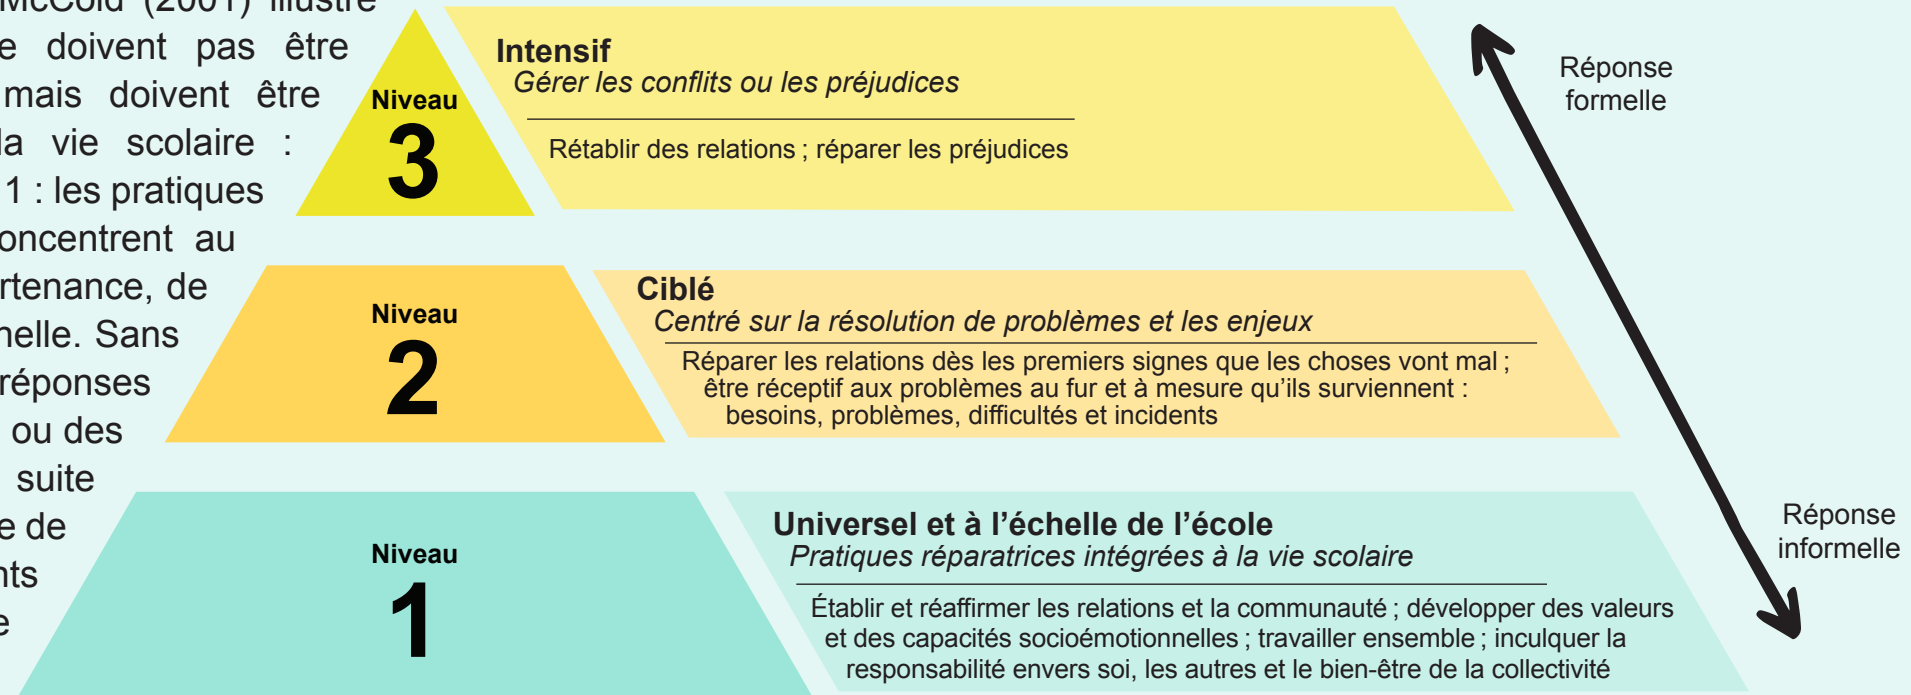 McCold (2001) illustre
doivent pas être
mais doivent être
la vie scolaire :
1 : les pratiques
au
de
Sans
réponses
ou des
suite
de
Niveau
3
Intensif
Gérer les conflits ou les préjudices
Rétablir des relations ; réparer les préjudices
Niveau
2
Ciblé
Centré sur la résolution de problèmes et les enjeux
Réparer les relations dès les premiers signes que les choses vont mal ;
être réceptif aux problèmes au fur et à mesure qu’ils surviennent :
besoins, problèmes, difficultés et incidents
Niveau
1
Universel et à l’échelle de l’école
Pratiques réparatrices intégrées à la vie scolaire
Établir et réaffirmer les relations et la communauté ; développer des valeurs
et des capacités socioémotionnelles ; travailler ensemble ; inculquer la
responsabilité envers soi, les autres et le bien-être de la collectivité
Réponse
formelle
Réponse
informelle